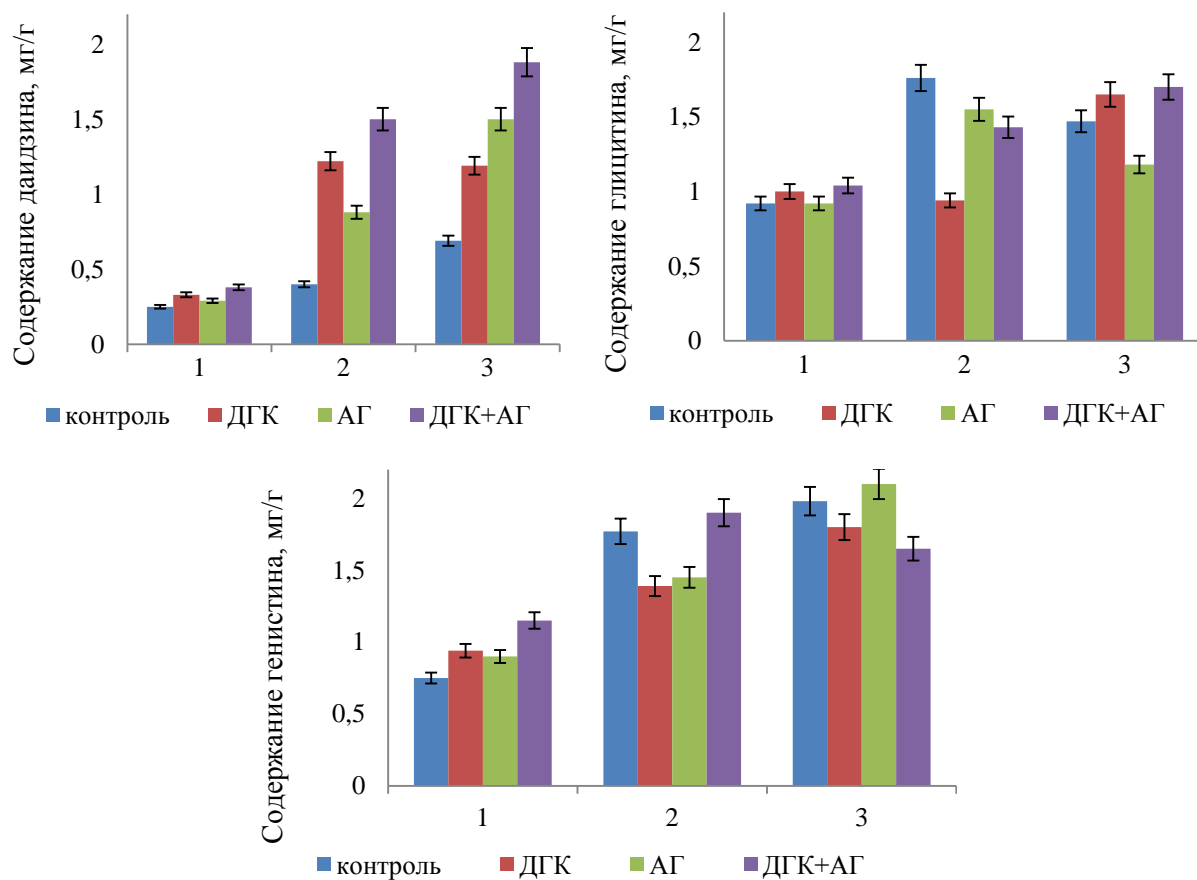 Содержание даидзина, мг/г
2
1,5
1
0,5
0
1 2 3
контроль ДГК АГ ДГК+АГ
Содержание глицитина, мг/г
2
1,5
1
0,5
0
1 2 3
контроль ДГК АГ ДГК+АГ
Содержание генистина, мг/г
2
1,5
1
0,5
0
1 2 3
контроль ДГК АГ ДГК+АГ